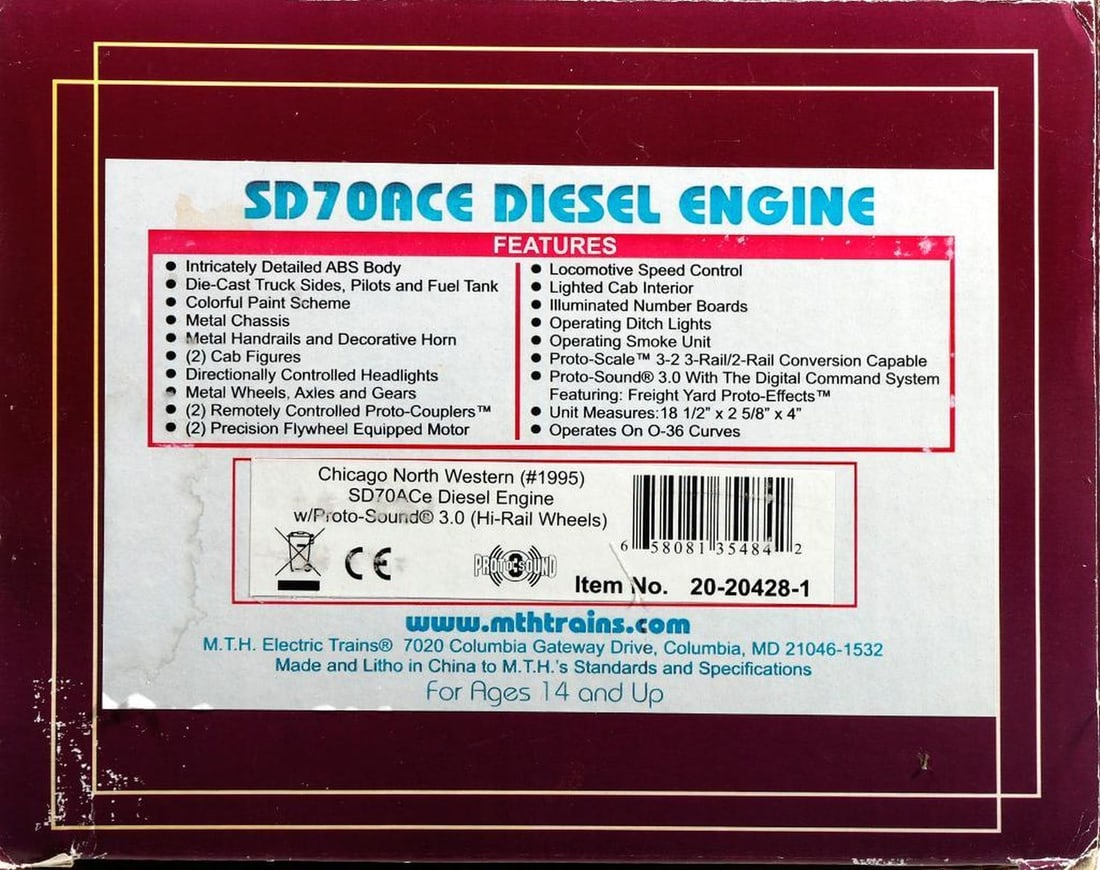 SD70ACE DIESEL ENGINE
FEATURES
● Intricately Detailed ABS Body
● Die-Cast Truck Sides, Pilots and Fuel Tank
● Colorful Paint Scheme
● Metal Chassis
● Metal Handrails and Decorative Horn
● (2) Cab Figures
● Directionally Controlled Headlights
● Metal Wheels, Axles and Gears
● (2) Remotely Controlled Proto-Couplers™
● (2) Precision Flywheel Equipped Motor
● Locomotive Speed Control
● Lighted Cab Interior
● Illuminated Number Boards
● Operating Ditch Lights
● Operating Smoke Unit
● Proto-Scale™ 3-2 3-Rail/2-Rail Conversion Capable
● Proto-Sound® 3.0 With The Digital Command System
Featuring: Freight Yard Proto-Effects™
● Unit Measures:18 1/2" x 2 5/8" x 4"
● Operates On O-36 Curves
Chicago North Western (#1995)
SD70ACe Diesel Engine
w/Proto-Sound® 3.0 (Hi-Rail Wheels)
6 58081 35484 2
CE
PROTO-SOUND 3
Item No. 20-20428-1
www.mthtrains.com
M.T.H. Electric Trains® 7020 Columbia Gateway Drive, Columbia, MD 21046-1532
Made and Litho in China to M.T.H.'s Standards and Specifications
For Ages 14 and Up